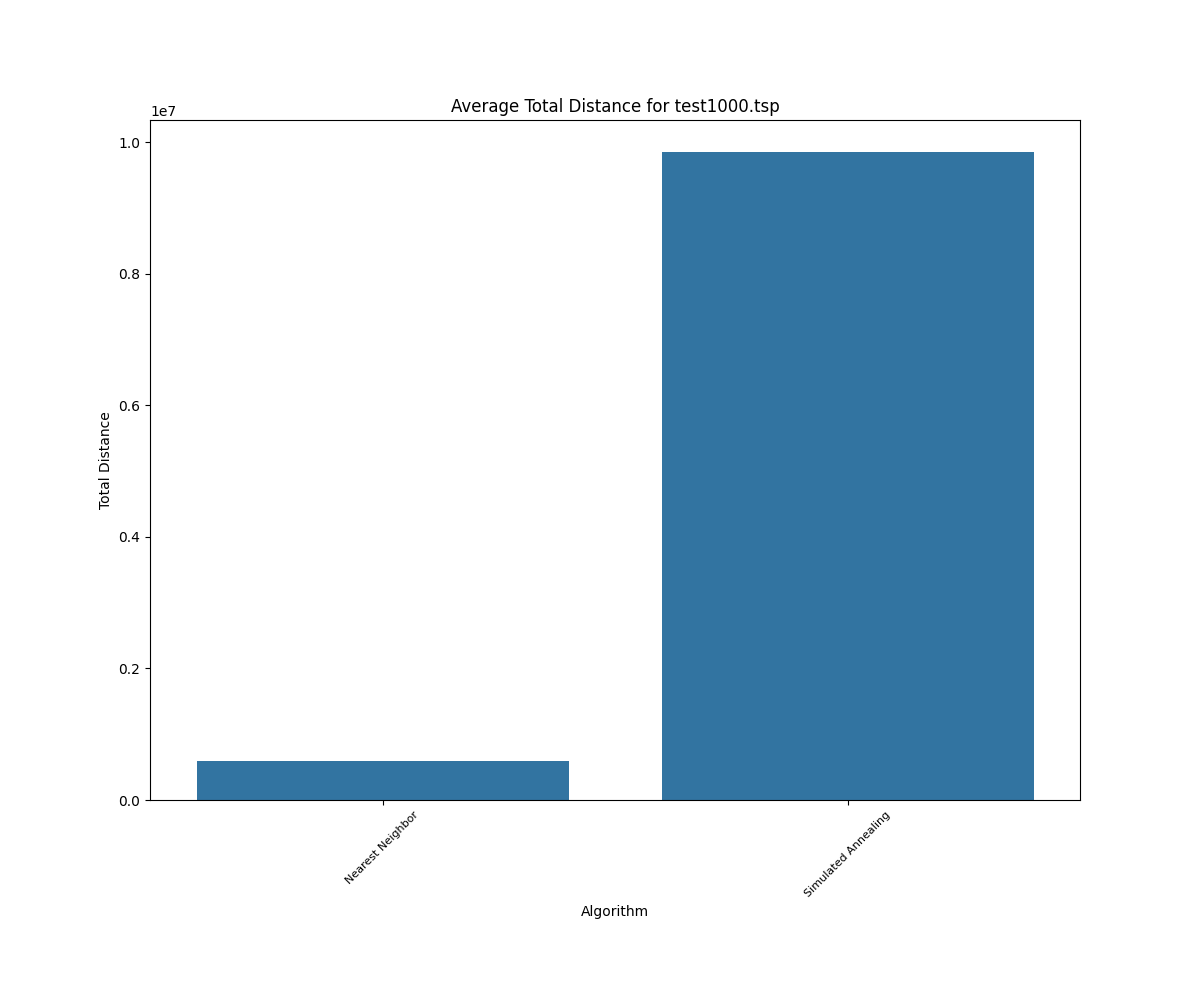 Average Total Distance for test1000.tsp
1e7
1.0
0.8
0.6
0.4
0.2
0.0
Total Distance
Nearest Neighbor
Simulated Annealing
Algorithm